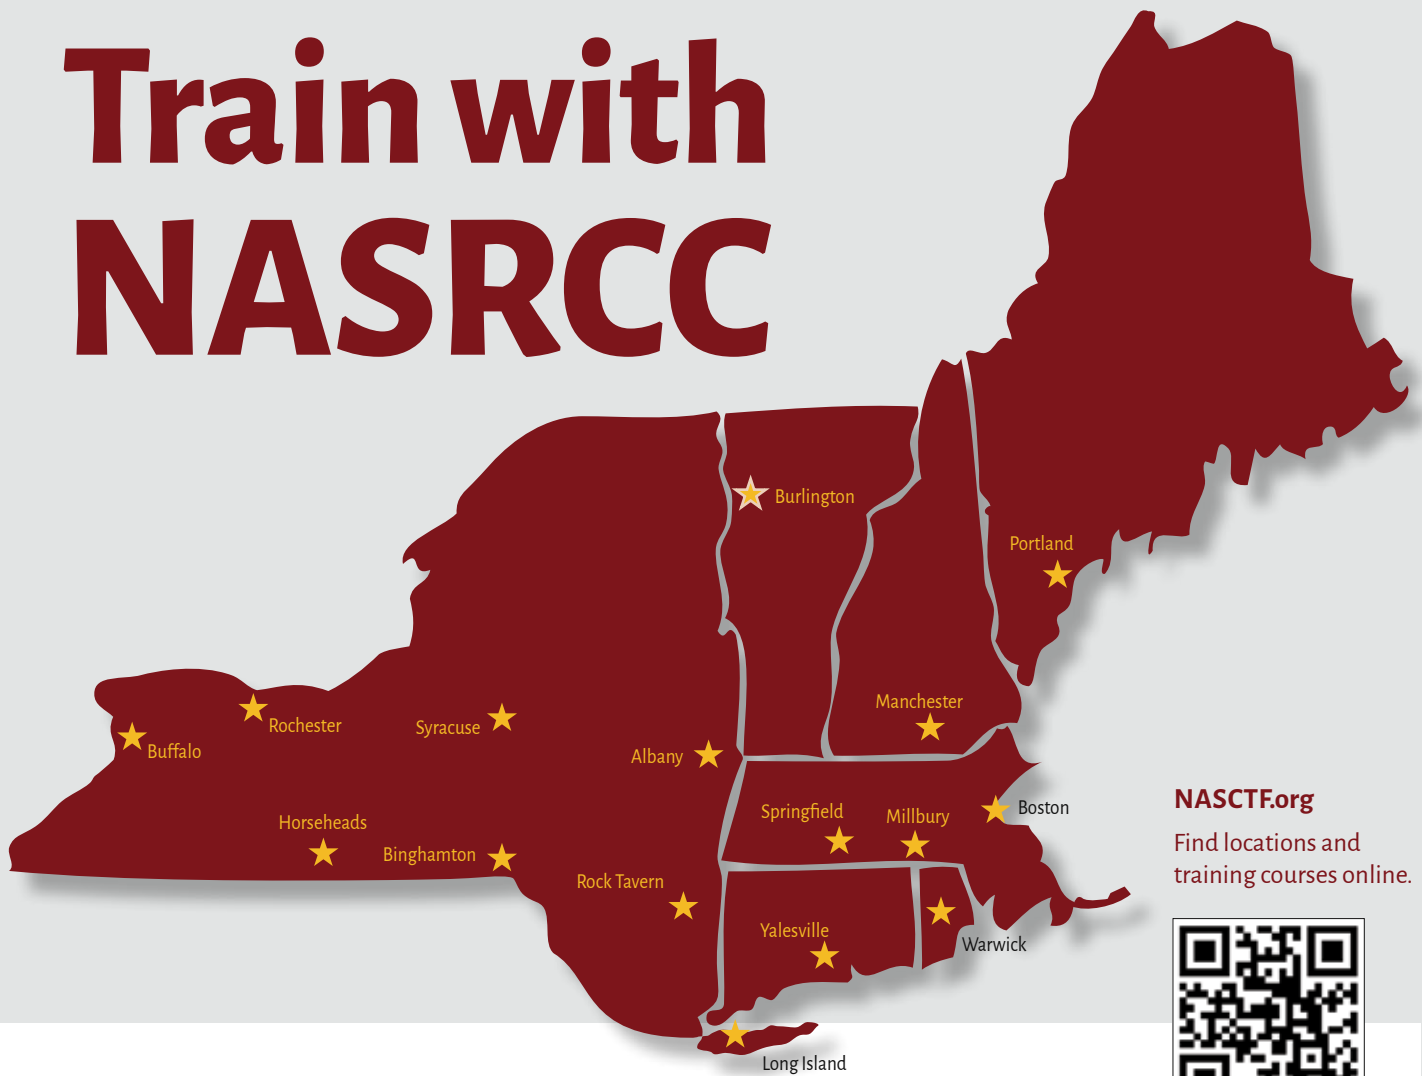 Train with
NASRCC
Burlington
Portland
Manchester
Rochester
Syracuse
Buffalo
Albany
Horseheads
Binghamton
Springfield
Millbury
Boston
Rock Tavern
Yalesville
Warwick
Long Island
NASCTF.org
Find locations and
training courses online.